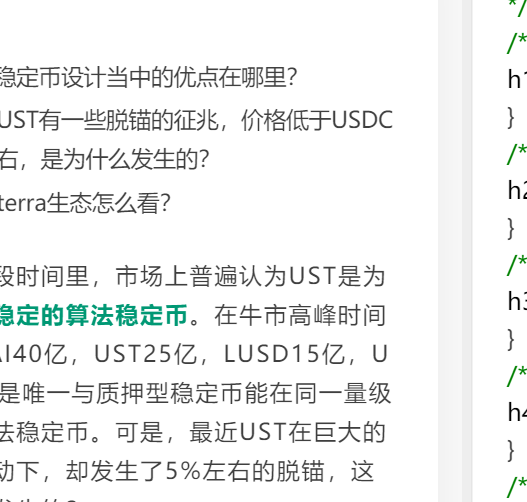 稳定币设计当中的优点在哪里?
UST有一些脱锚的征兆，价格低于USDC
右，是为什么发生的?
terra生态怎么看?
段时间里，市场上普遍认为UST是为
稳定的算法稳定币。在牛市高峰时间
AI40亿，UST25亿，LUSD15亿，U
是唯一与质押型稳定币能在同一量级
法稳定币。可是，最近UST在巨大的
动下，却发生了5%左右的脱锚，这
*/
/*
}
/*
h2
}
/*
h3
}
/*
h4
}
/*